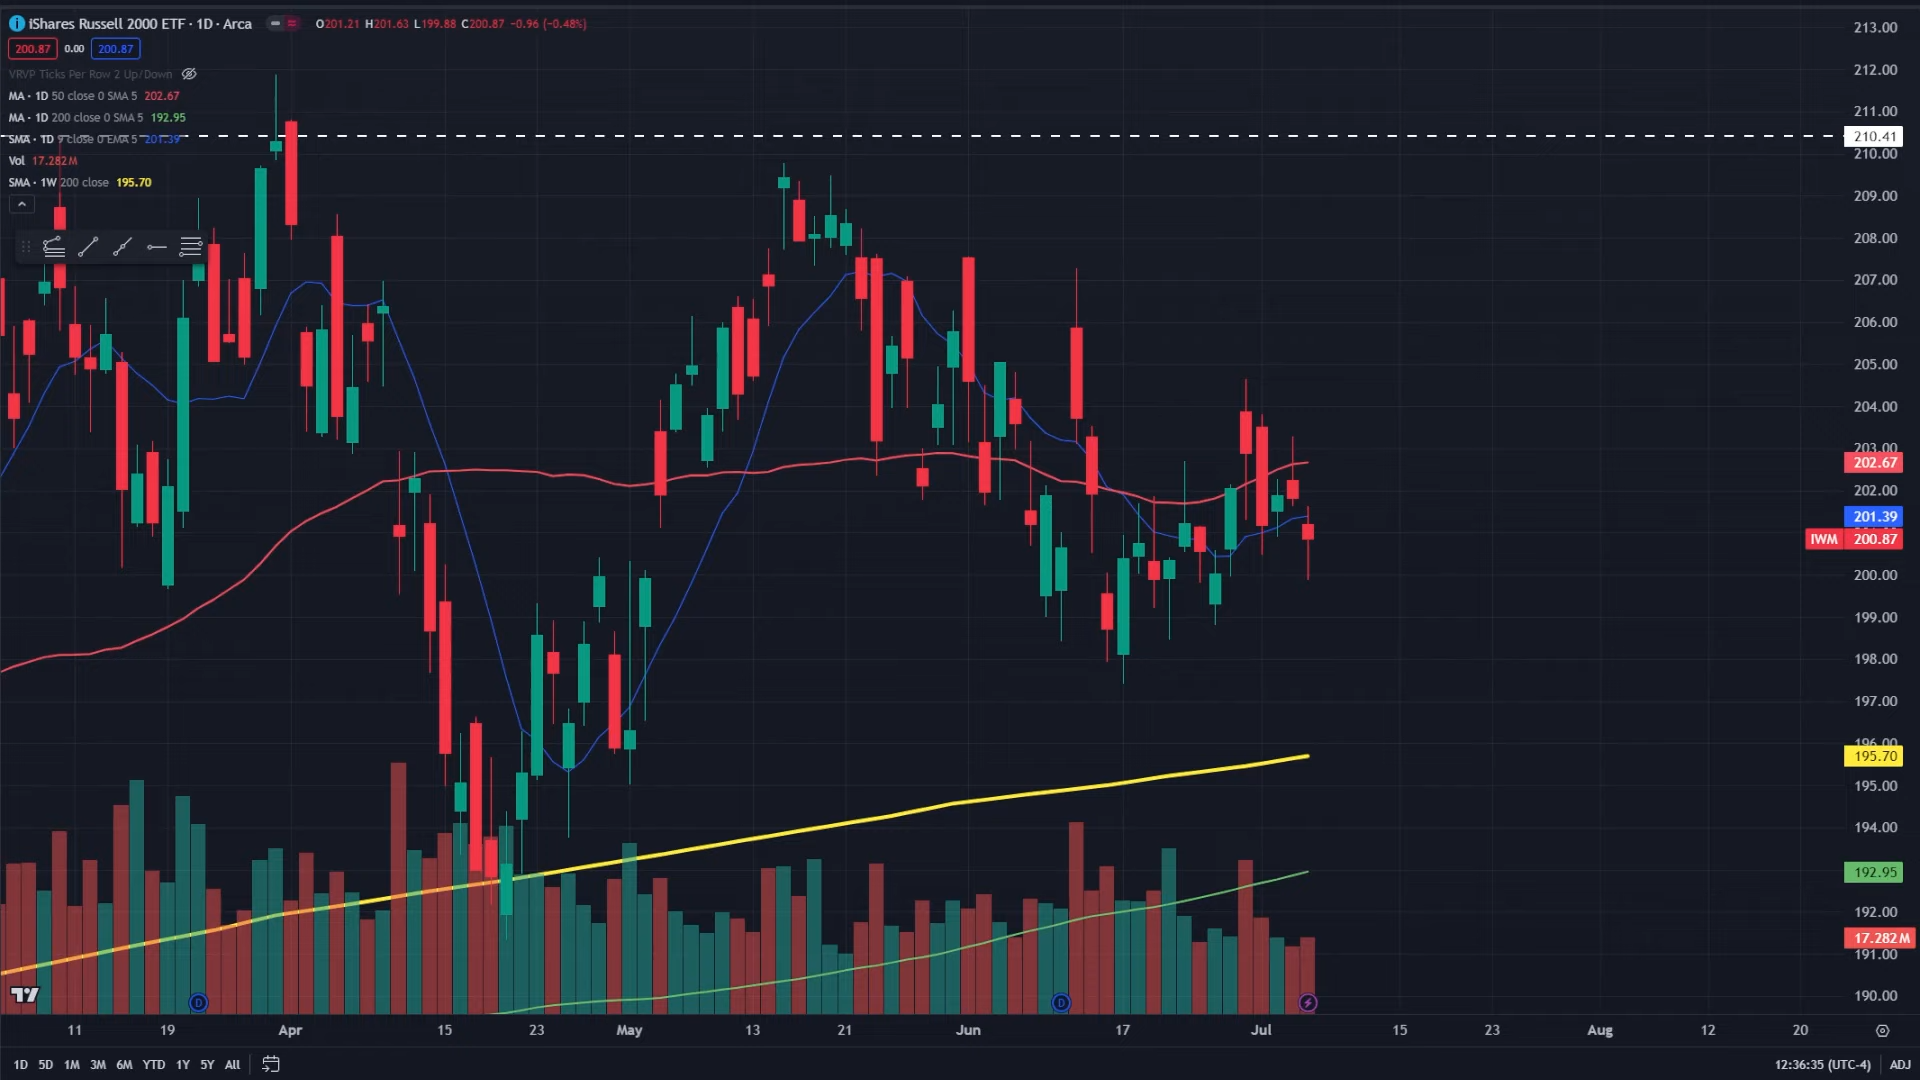 iShares Russell 2000 ETF · 1D · Arca O201.21 H201.63 L199.88 C200.87 −0.96 (−0.48%)
200.87 0.00 200.87
VRVP Ticks Per Row 2 Up/Down
MA · 1D 50 close 0 SMA 5 202.67
MA · 1D 200 close 0 SMA 5 192.95
SMA · 1D 9 close 0 EMA 5 201.39
Vol 17.282M
SMA · 1W 200 close 195.70
213.00
212.00
211.00
210.41
210.00
209.00
208.00
207.00
206.00
205.00
204.00
203.00
202.67
202.00
201.39
IWM 200.87
200.00
199.00
198.00
197.00
196.00
195.70
195.00
194.00
192.95
192.00
17.282M
191.00
190.00
D D
11 19 Apr 15 23 May 13 21 Jun 17 Jul 15 23 Aug 12 20
1D 5D 1M 3M 6M YTD 1Y 5Y All 12:36:35 (UTC-4) ADJ